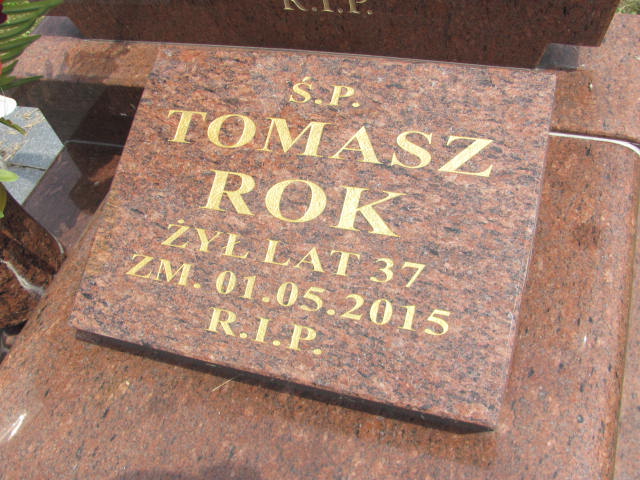 R.I.P.
Ś.P.
TOMASZ
ROK
ŻYŁ LAT 37
ZM. 01.05.2015
R.I.P.